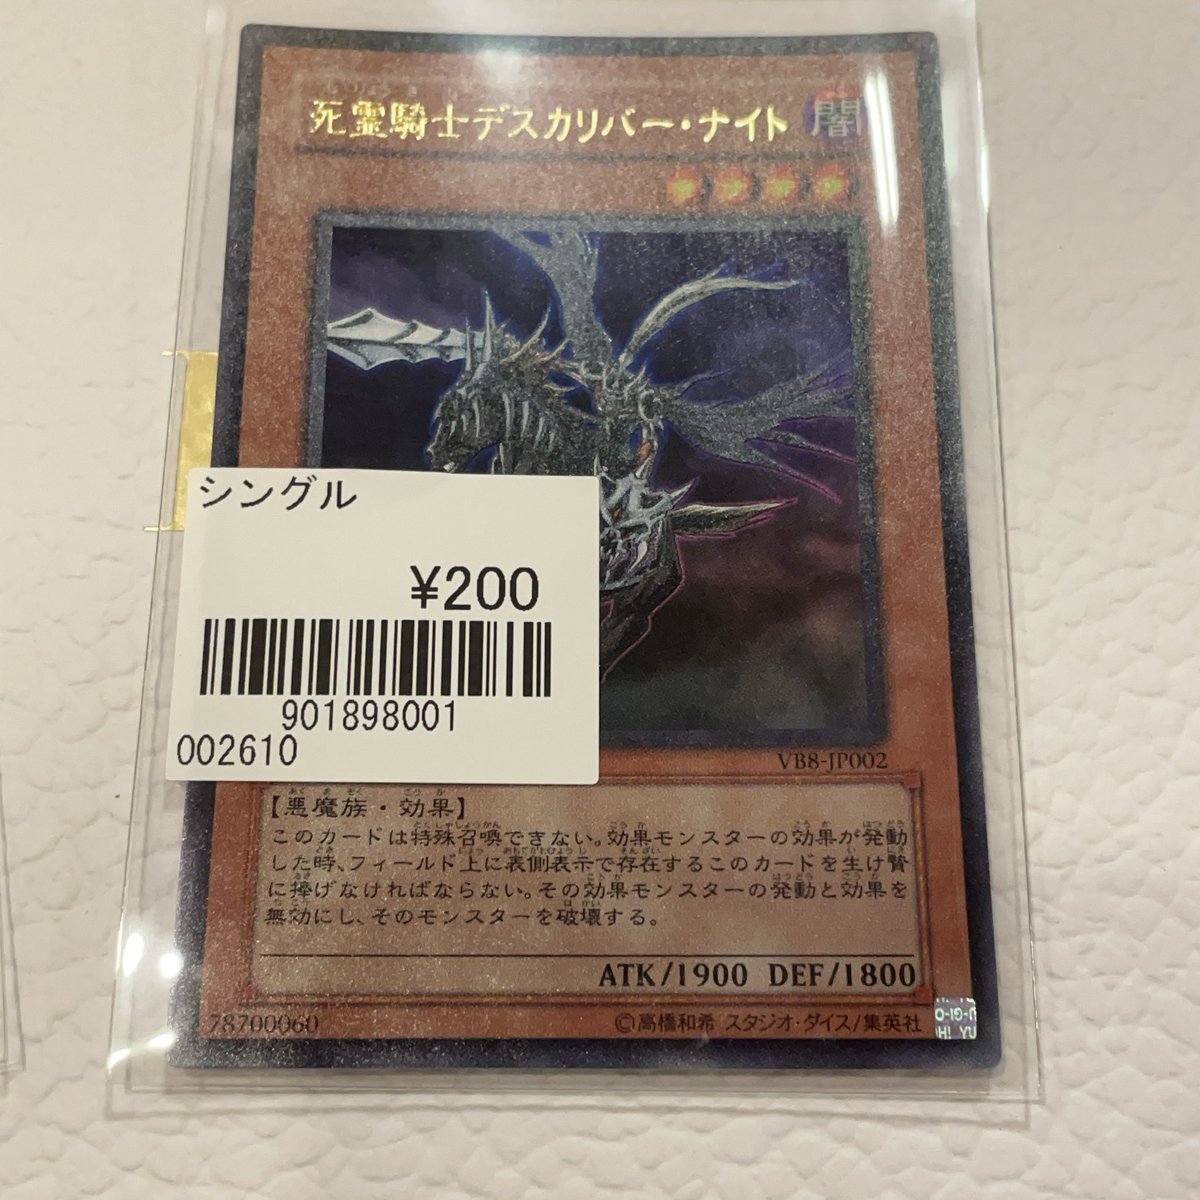 死霊騎士デスカリバー・ナイト
闇
シングル
¥200
901898001
002610
VB8-JP002
【悪魔族・効果】
このカードは特殊召喚できない。効果モンスターの効果が発動
した時、フィールド上に表側表示で存在するこのカードを生け贄
に捧げなければならない。その効果モンスターの発動と効果を
無効にし、そのモンスターを破壊する。
ATK/1900 DEF/1800
78700060
©高橋和希 スタジオ・ダイス/集英社